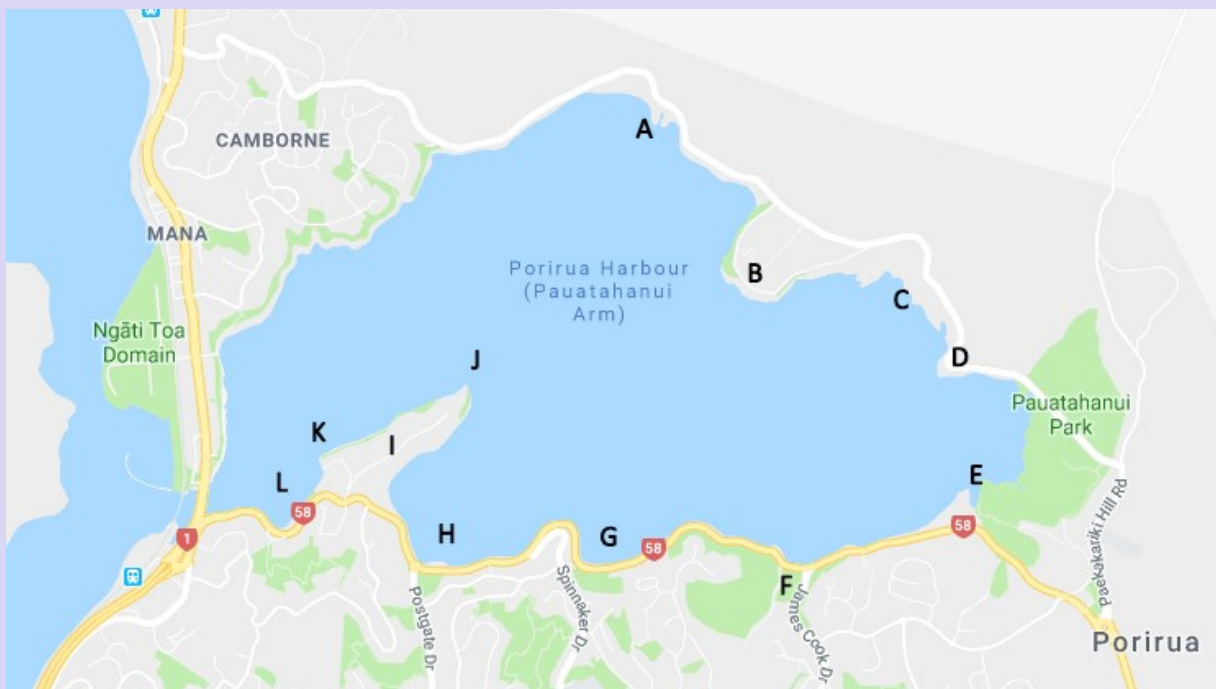 A
CAMBORNE
MANA
B
Porirua Harbour
(Pauatahanui
Arm)
C
Ngāti Toa
Domain
J
D
Pauatahanui
Park
K
I
L
E
58
1
H
G
58
58
F
Paekakariki Hill Rd
Spinnaker Dr
Postgate Dr
James Cook Dr
Porirua